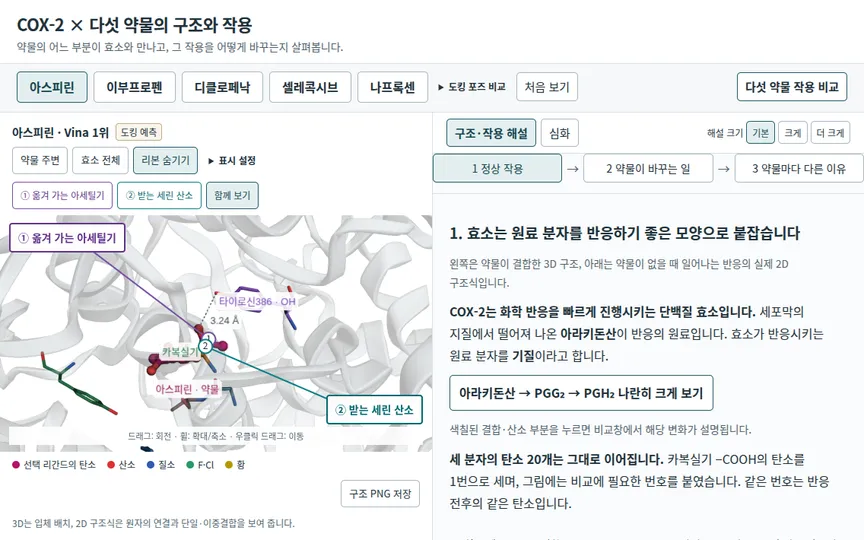 COX-2 × 다섯 약물의 구조와 작용
약물의 어느 부분이 효소와 만나고, 그 작용을 어떻게 바꾸는지 살펴봅니다.
아스피린
이부프로펜
디클로페낙
셀레콕시브
나프록센
▶ 도킹 포즈 비교
처음 보기
다섯 약물 작용 비교
아스피린 · Vina 1위
도킹 예측
약물 주변
효소 전체
리본 숨기기
▶ 표시 설정
① 옮겨 가는 아세틸기
② 받는 세린 산소
함께 보기
① 옮겨 가는 아세틸기
타이로신386 · OH
3.24 Å
2
카복실기
아스피린 · 약물
② 받는 세린 산소
드래그: 회전 · 휠: 확대/축소 · 우클릭 드래그: 이동
선택 리간드의 탄소
산소
질소
F·Cl
황
구조 PNG 저장
3D는 입체 배치, 2D 구조식은 원자의 연결과 단일·이중결합을 보여 줍니다.
구조·작용 해설
심화
해설 크기
기본
크게
더 크게
1 정상 작용
→
2 약물이 바꾸는 일
→
3 약물마다 다른 이유
1. 효소는 원료 분자를 반응하기 좋은 모양으로 붙잡습니다
왼쪽은 약물이 결합한 3D 구조, 아래는 약물이 없을 때 일어나는 반응의 실제 2D
구조식입니다.
COX-2는 화학 반응을 빠르게 진행시키는 단백질 효소입니다. 세포막의
지질에서 떨어져 나온 아라키돈산이 반응의 원료입니다. 효소가 반응시키는
원료 분자를 기질이라고 합니다.
아라키돈산 → PGG₂ → PGH₂ 나란히 크게 보기
색칠된 결합·산소 부분을 누르면 비교창에서 해당 변화가 설명됩니다.
세 분자의 탄소 20개는 그대로 이어집니다. 카복실기 –COOH의 탄소를
1번으로 세며, 그림에는 비교에 필요한 번호를 붙였습니다. 같은 번호는 반응
전후의 같은 탄소입니다.